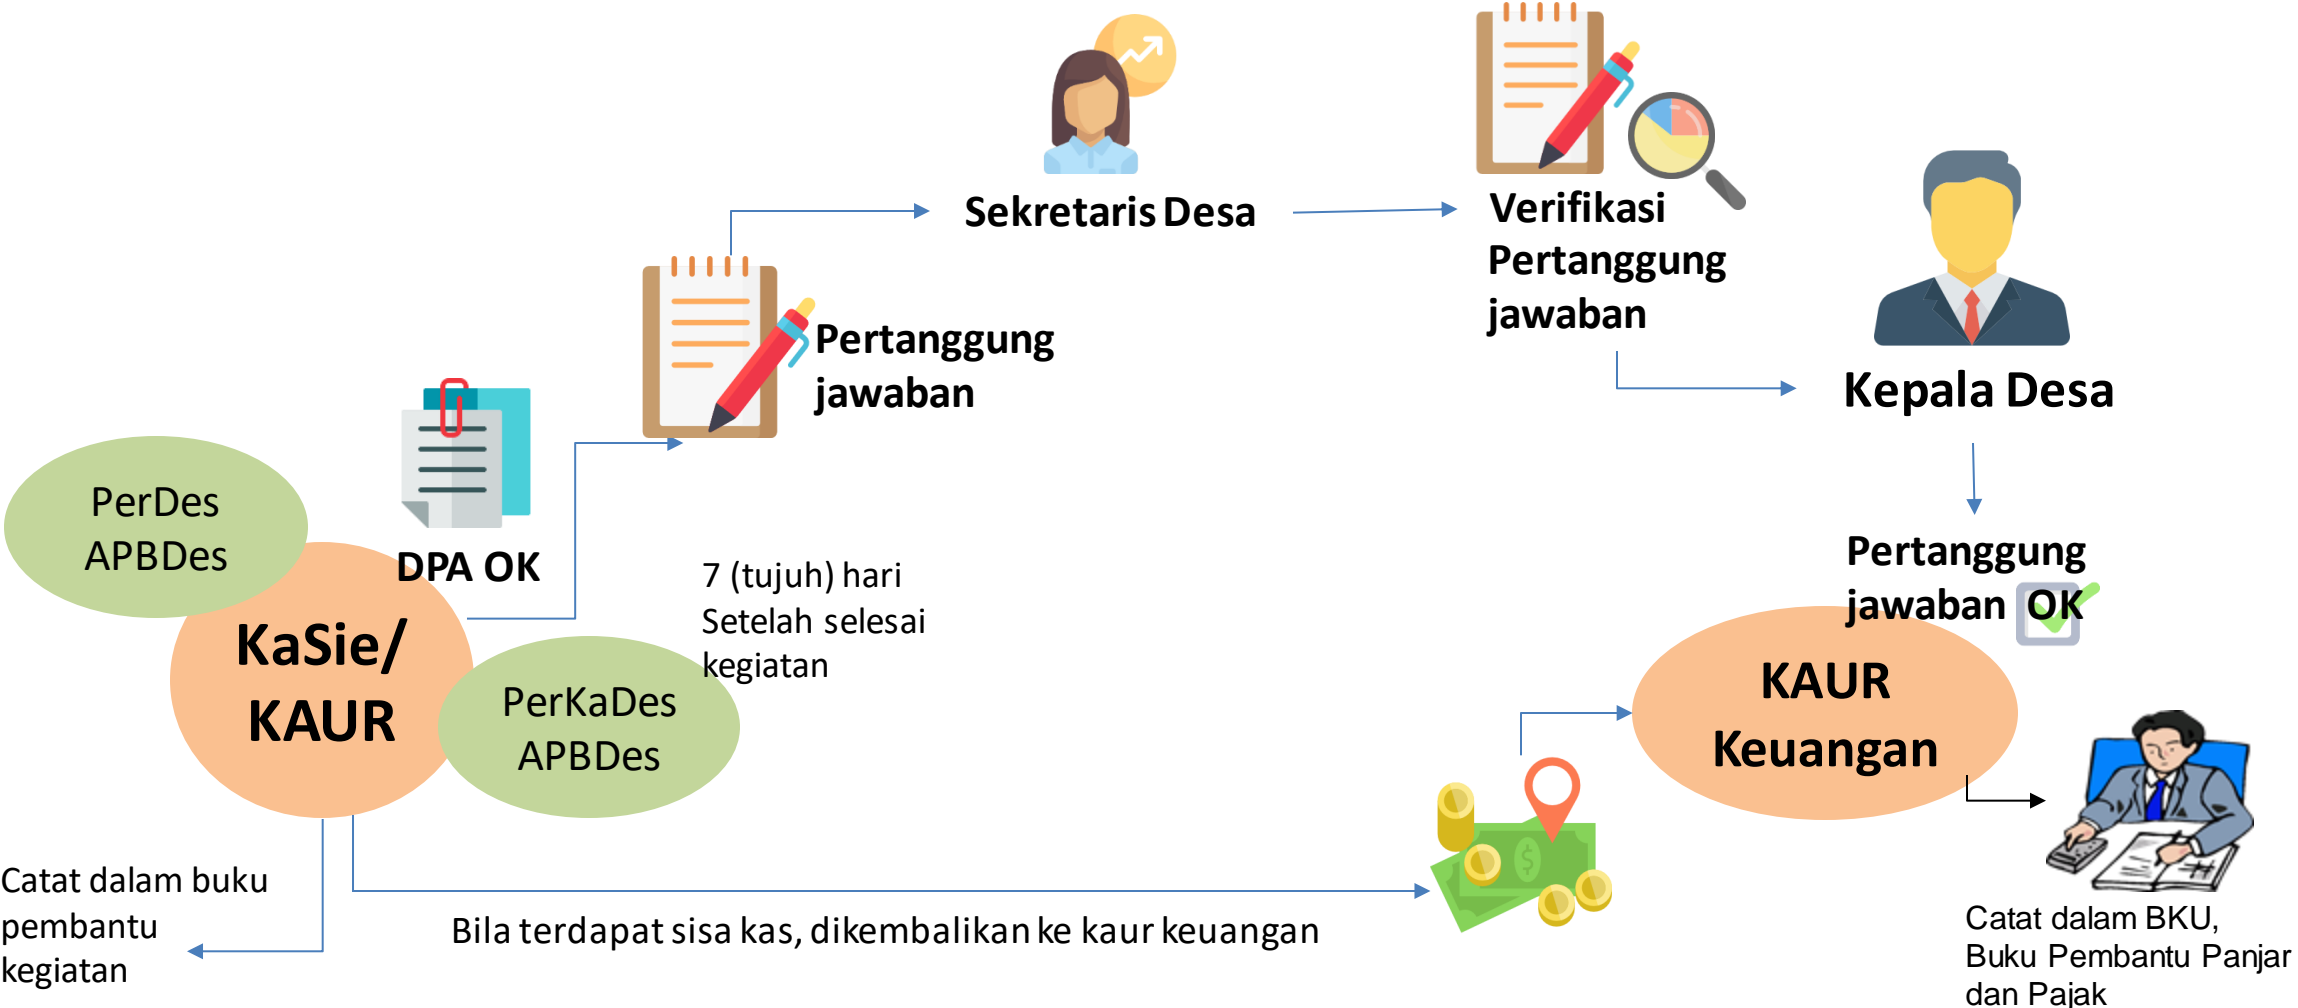 Sekretaris Desa
Verifikasi
Pertanggung
jawaban
Pertanggung
jawaban
Kepala Desa
DPA OK
PerDes
APBDes
KaSie/
KAUR
PerKaDes
APBDes
7 (tujuh) hari
Setelah selesai
kegiatan
Pertanggung
jawaban OK
KAUR
Keuangan
Catat dalam buku
pembantu
kegiatan
Bila terdapat sisa kas, dikembalikan ke kaur keuangan
Catat dalam BKU,
Buku Pembantu Panjar
dan Pajak